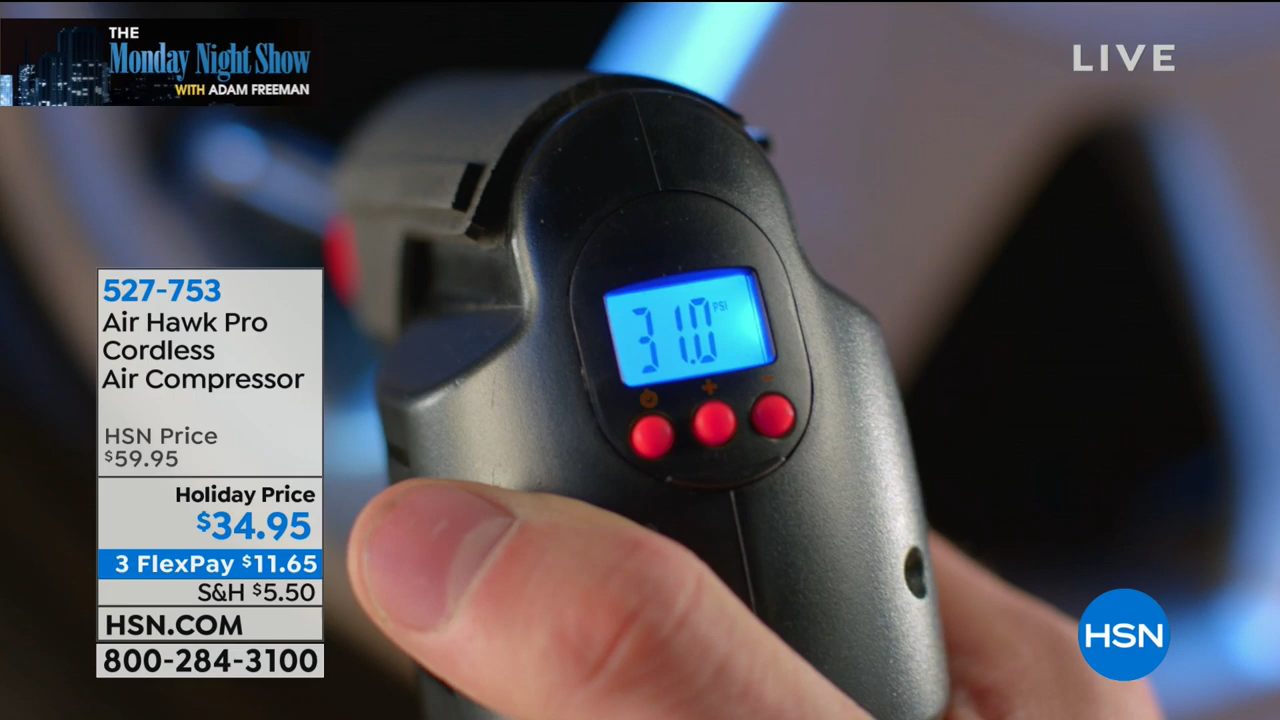 THE
Monday Night Show
WITH ADAM FREEMAN
LIVE
527-753
Air Hawk Pro
Cordless
Air Compressor
HSN Price
$59.95
Holiday Price
$34.95
3 FlexPay $11.65
S&H $5.50
HSN.COM
800-284-3100
31.0 PSI
+
-
HSN